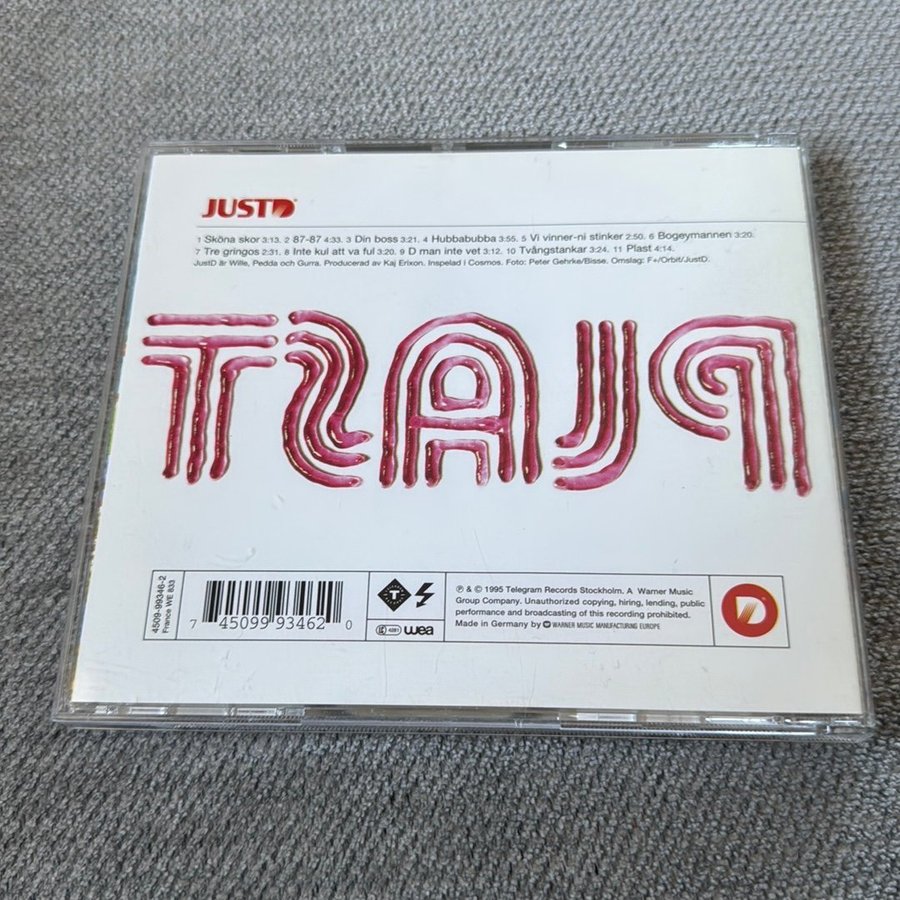 JUSTD
1 Sköna skor 3:13. 2 87-87 4:33. 3 Din boss 3:21. 4 Hubbabubba 3:55. 5 Vi vinner-ni stinker 2:50. 6 Bogeymannen 3:20.
7 Tre gringos 2:31. 8 Inte kul att va ful 3:20. 9 D man inte vet 3:12. 10 Tvångstankar 3:24. 11 Plast 4:14.
JustD är Wille, Pedda och Gurra. Producerad av Kaj Erixon. Inspelad i Cosmos. Foto: Peter Gehrke/Bisse. Omslag: F+/Orbit/JustD.
PLAST
4509-99346-2
France WE 833
7 45099 93462 0
T
LC 4281 wea
℗ & © 1995 Telegram Records Stockholm. A Warner Music
Group Company. Unauthorized copying, hiring, lending, public
performance and broadcasting of this recording prohibited.
Made in Germany by WARNER MUSIC MANUFACTURING EUROPE
D